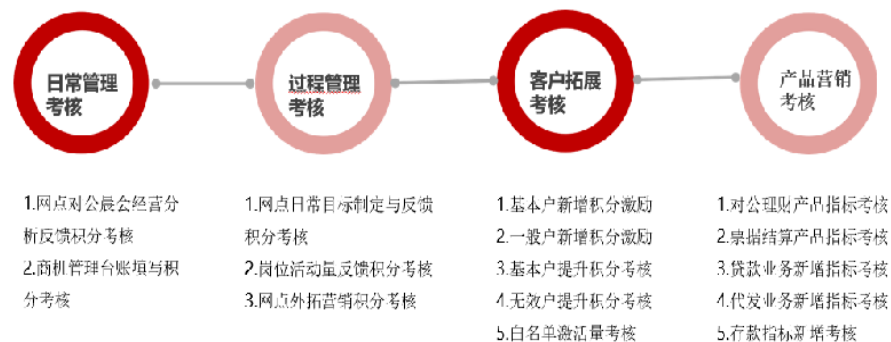 日常管理
考核
过程管理
考核
客户拓展
考核
产品营销
考核
1.网点对公晨会经营分
析反馈积分考核
2.商机管理台账填写积
分考核
1.网点日常目标制定与反馈
积分考核
2.岗位活动量反馈积分考核
3.网点外拓营销积分考核
1.基本户新增积分激励
2.一般户新增积分激励
3.基本户提升积分考核
4.无效户提升积分考核
5.白名单激活量考核
1.对公理财产品指标考核
2.票据结算产品指标考核
3.贷款业务新增指标考核
4.代发业务新增指标考核
5.存款指标新增考核